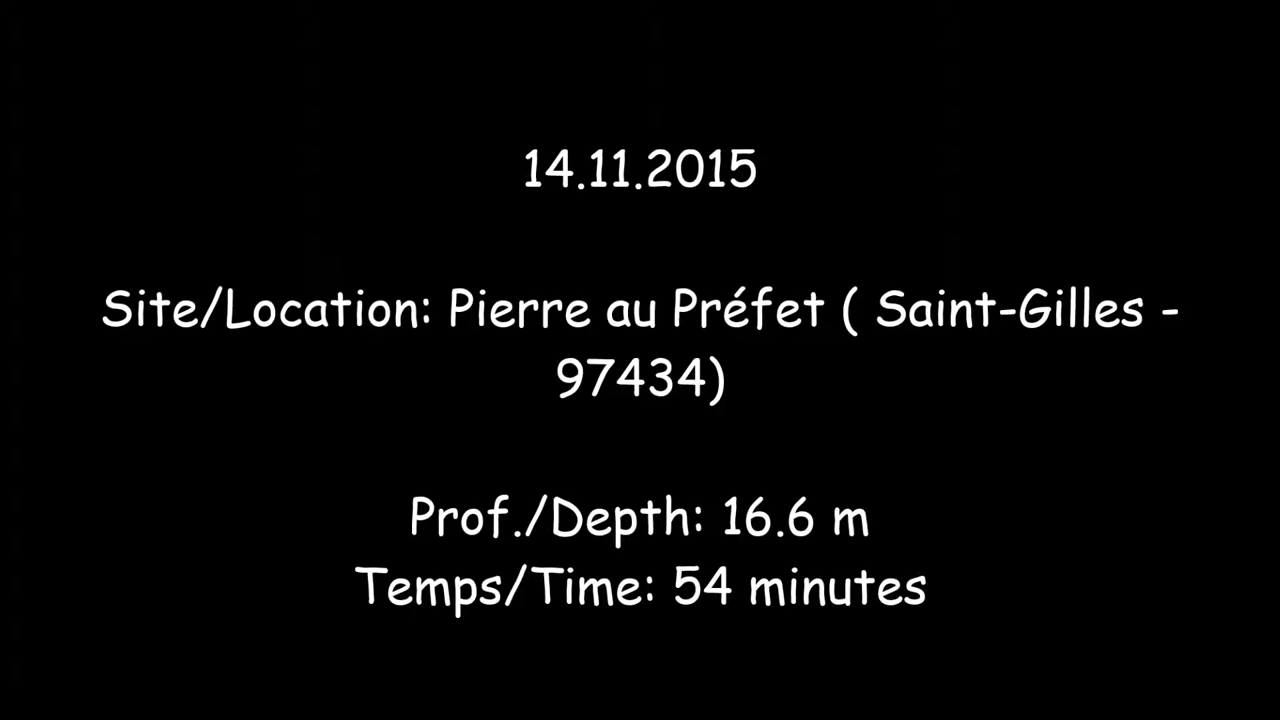 14.11.2015
Site/Location: Pierre au Préfet ( Saint-Gilles -
97434)
Prof./Depth: 16.6 m
Temps/Time: 54 minutes